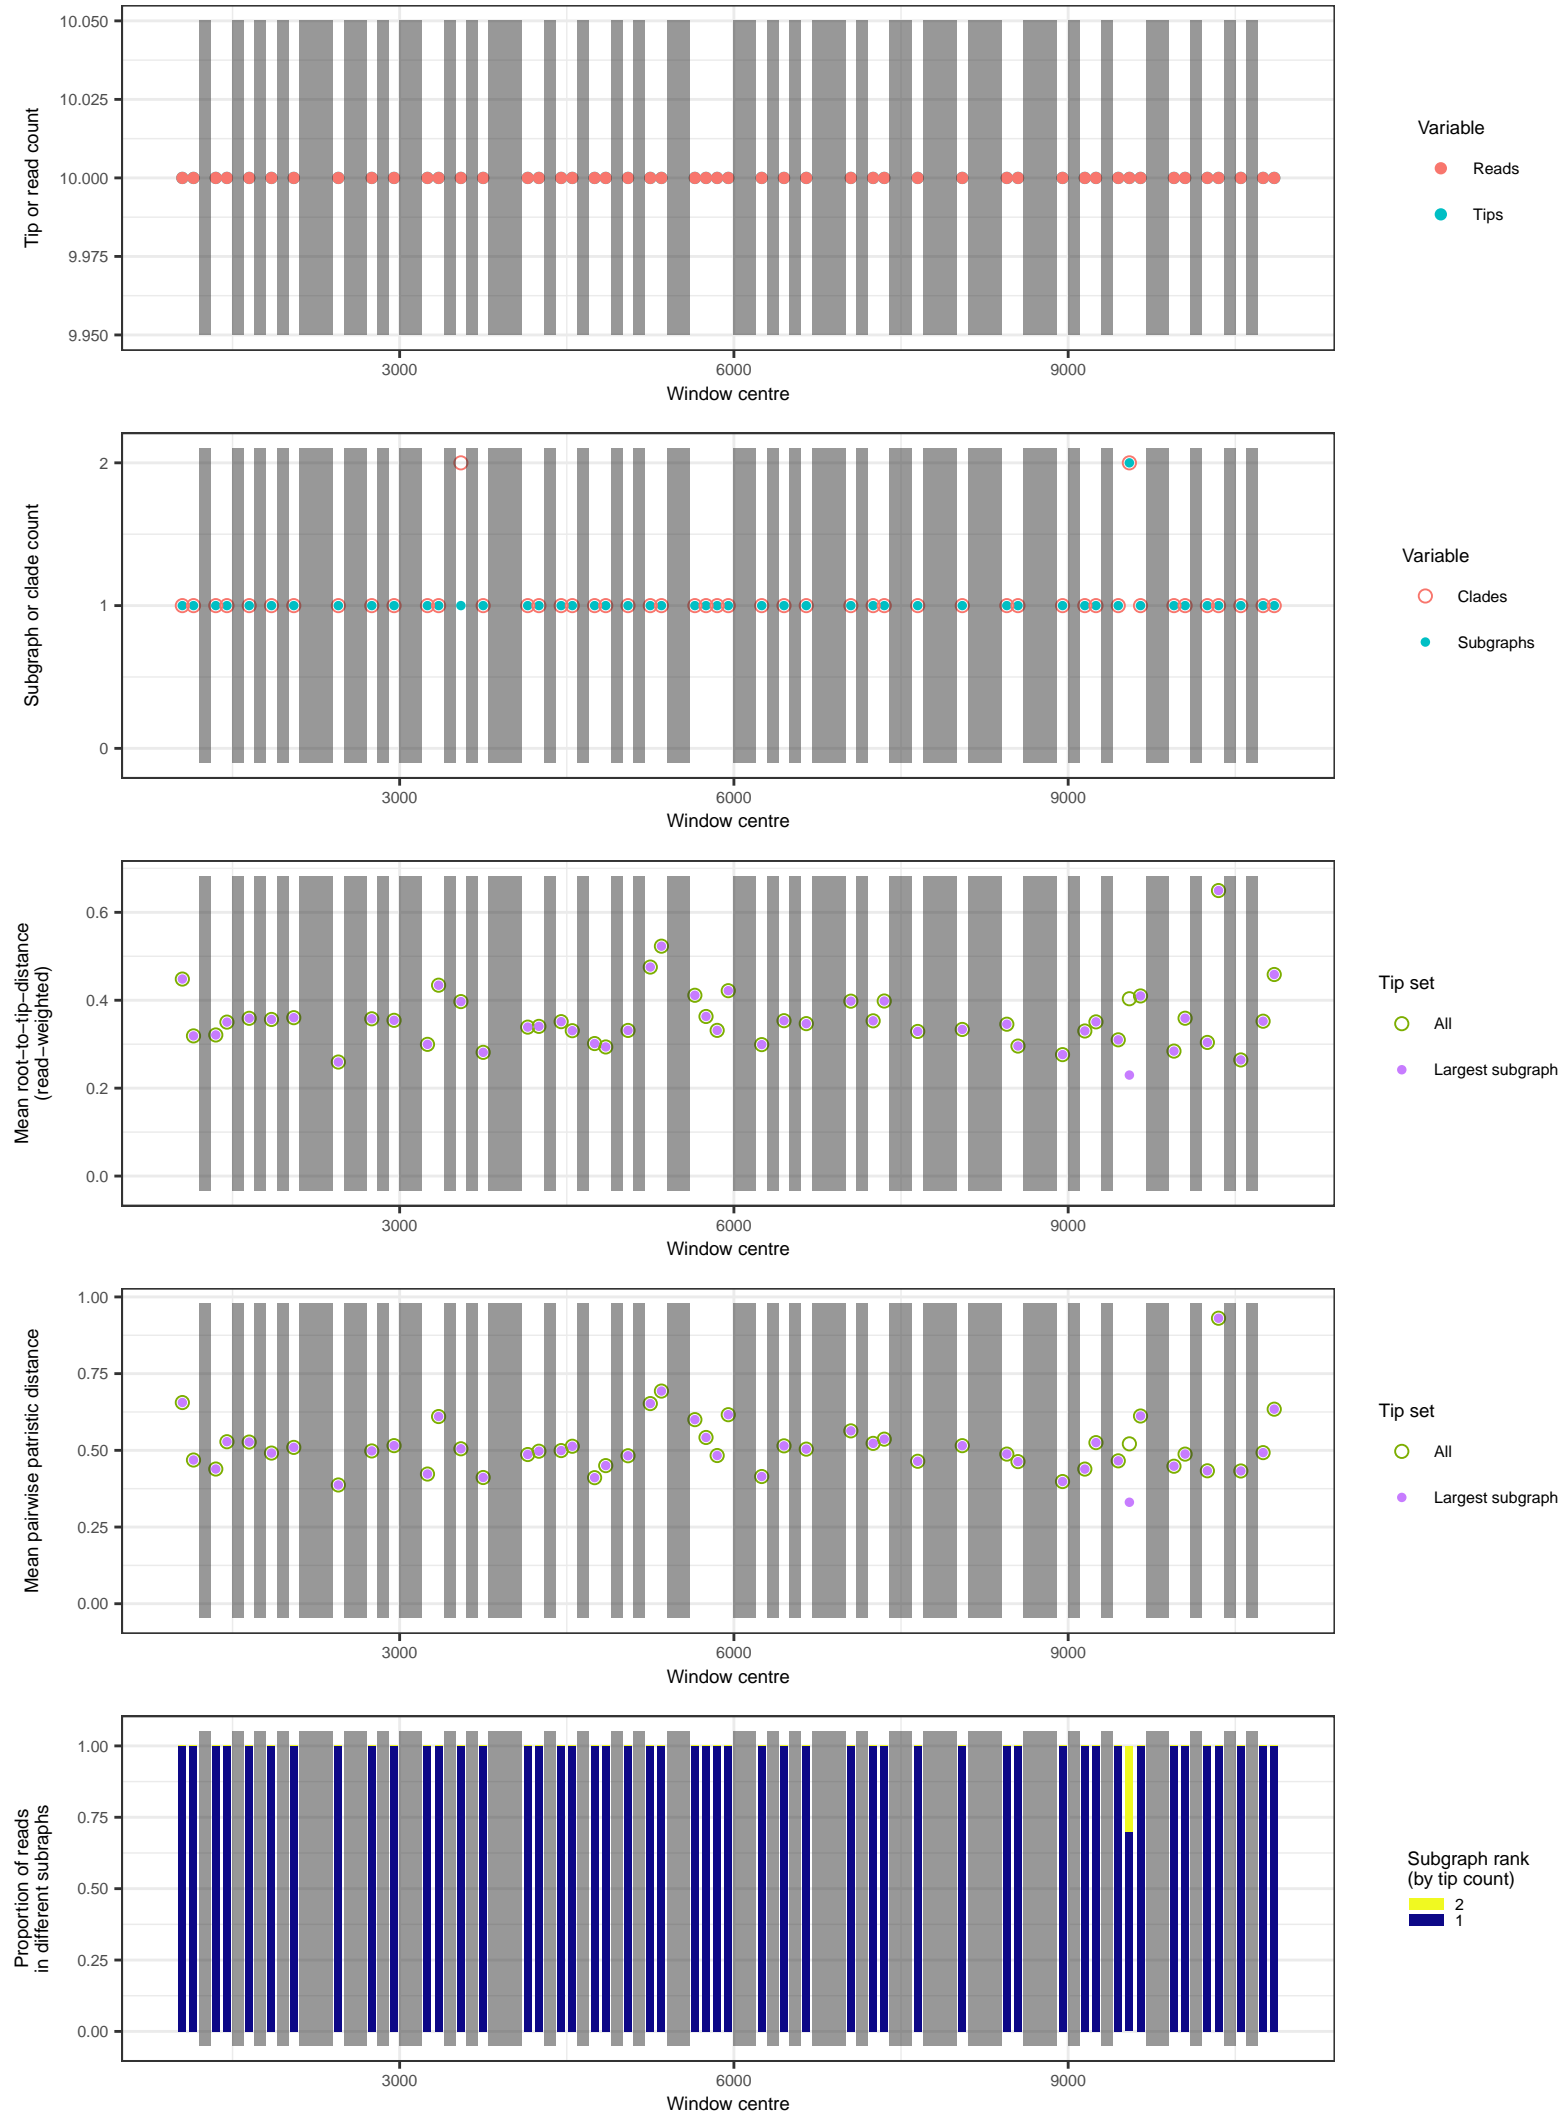 10.050
10.025
10.000
9.975
9.950
Tip or read count
3000
6000
9000
Window centre
Variable
Reads
Tips
2
1
0
Subgraph or clade count
3000
6000
9000
Window centre
Variable
Clades
Subgraphs
0.6
0.4
0.2
0.0
Mean root−to−tip−distance
(read−weighted)
3000
6000
9000
Window centre
Tip set
All
Largest subgraph
1.00
0.75
0.50
0.25
0.00
Mean pairwise patristic distance
3000
6000
9000
Window centre
Tip set
All
Largest subgraph
1.00
0.75
0.50
0.25
0.00
Proportion of reads
in different subraphs
3000
6000
9000
Window centre
Subgraph rank
(by tip count)
2
1